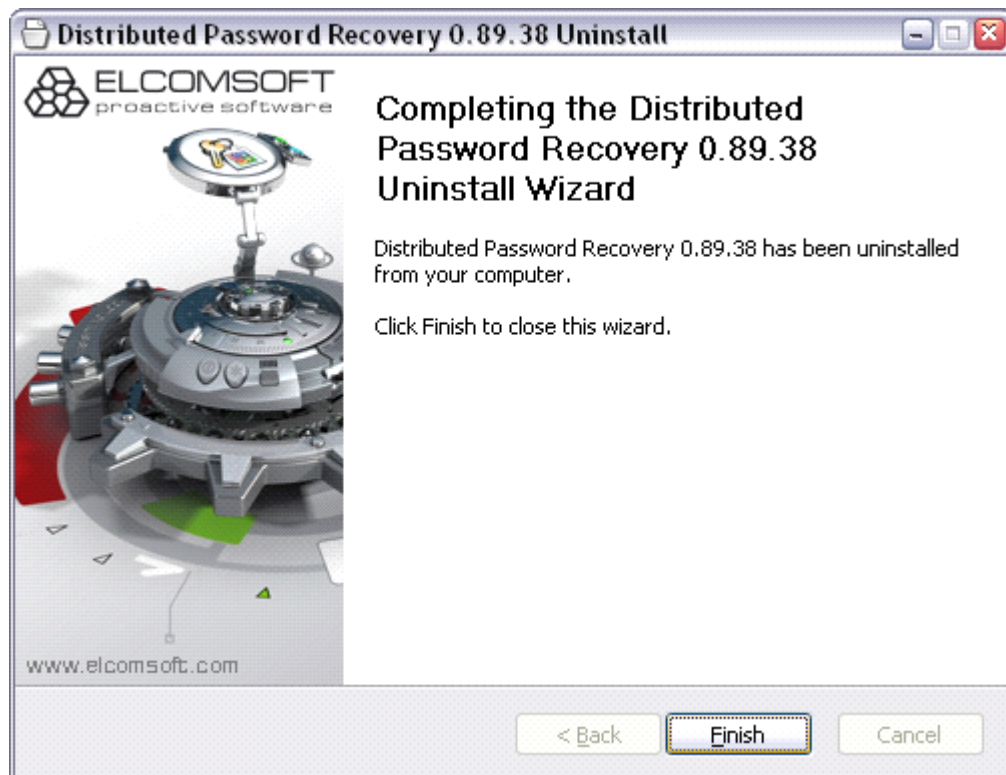 Distributed Password Recovery 0.89.38 Uninstall
ELCOMSOFT
proactive software
Completing the Distributed
Password Recovery 0.89.38
Uninstall Wizard
Distributed Password Recovery 0.89.38 has been uninstalled
from your computer.
Click Finish to close this wizard.
www.elcomsoft.com
< Back
Finish
Cancel